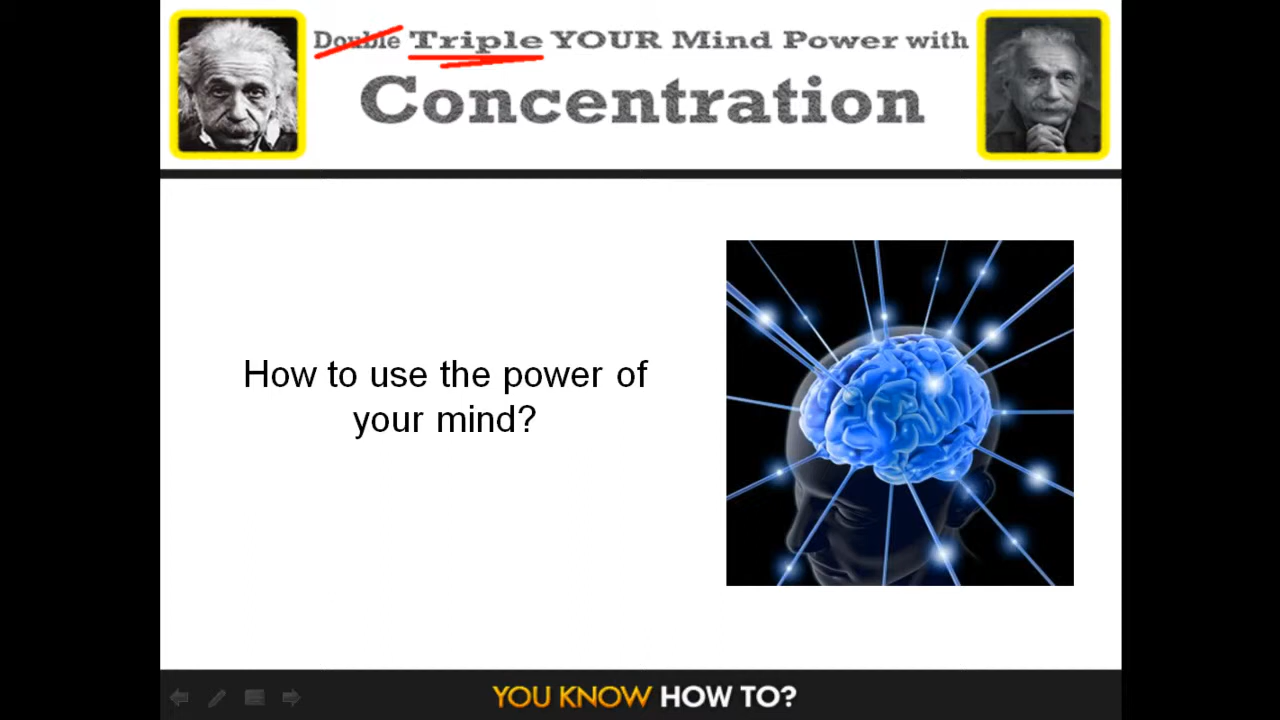 Double Triple YOUR Mind Power with
Concentration
How to use the power of
your mind?
YOU KNOW HOW TO?